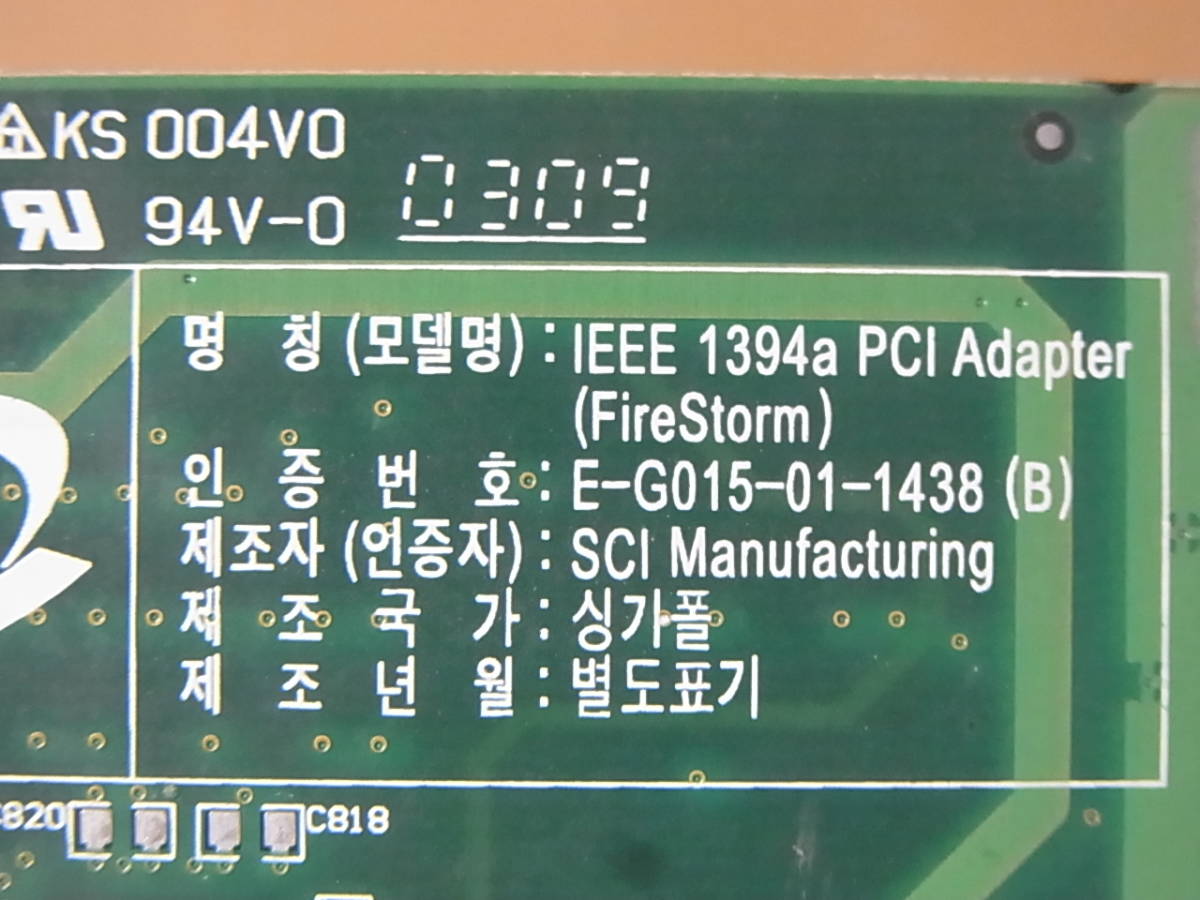 KS 004V0
94V-0 0309
명 칭 (모델명) : IEEE 1394a PCI Adapter
(FireStorm)
인 증 번 호 : E-G015-01-1438 (B)
제조자 (인증자) : SCI Manufacturing
제 조 국 가 : 싱가폴
제 조 년 월 : 별도표기
C820 C818